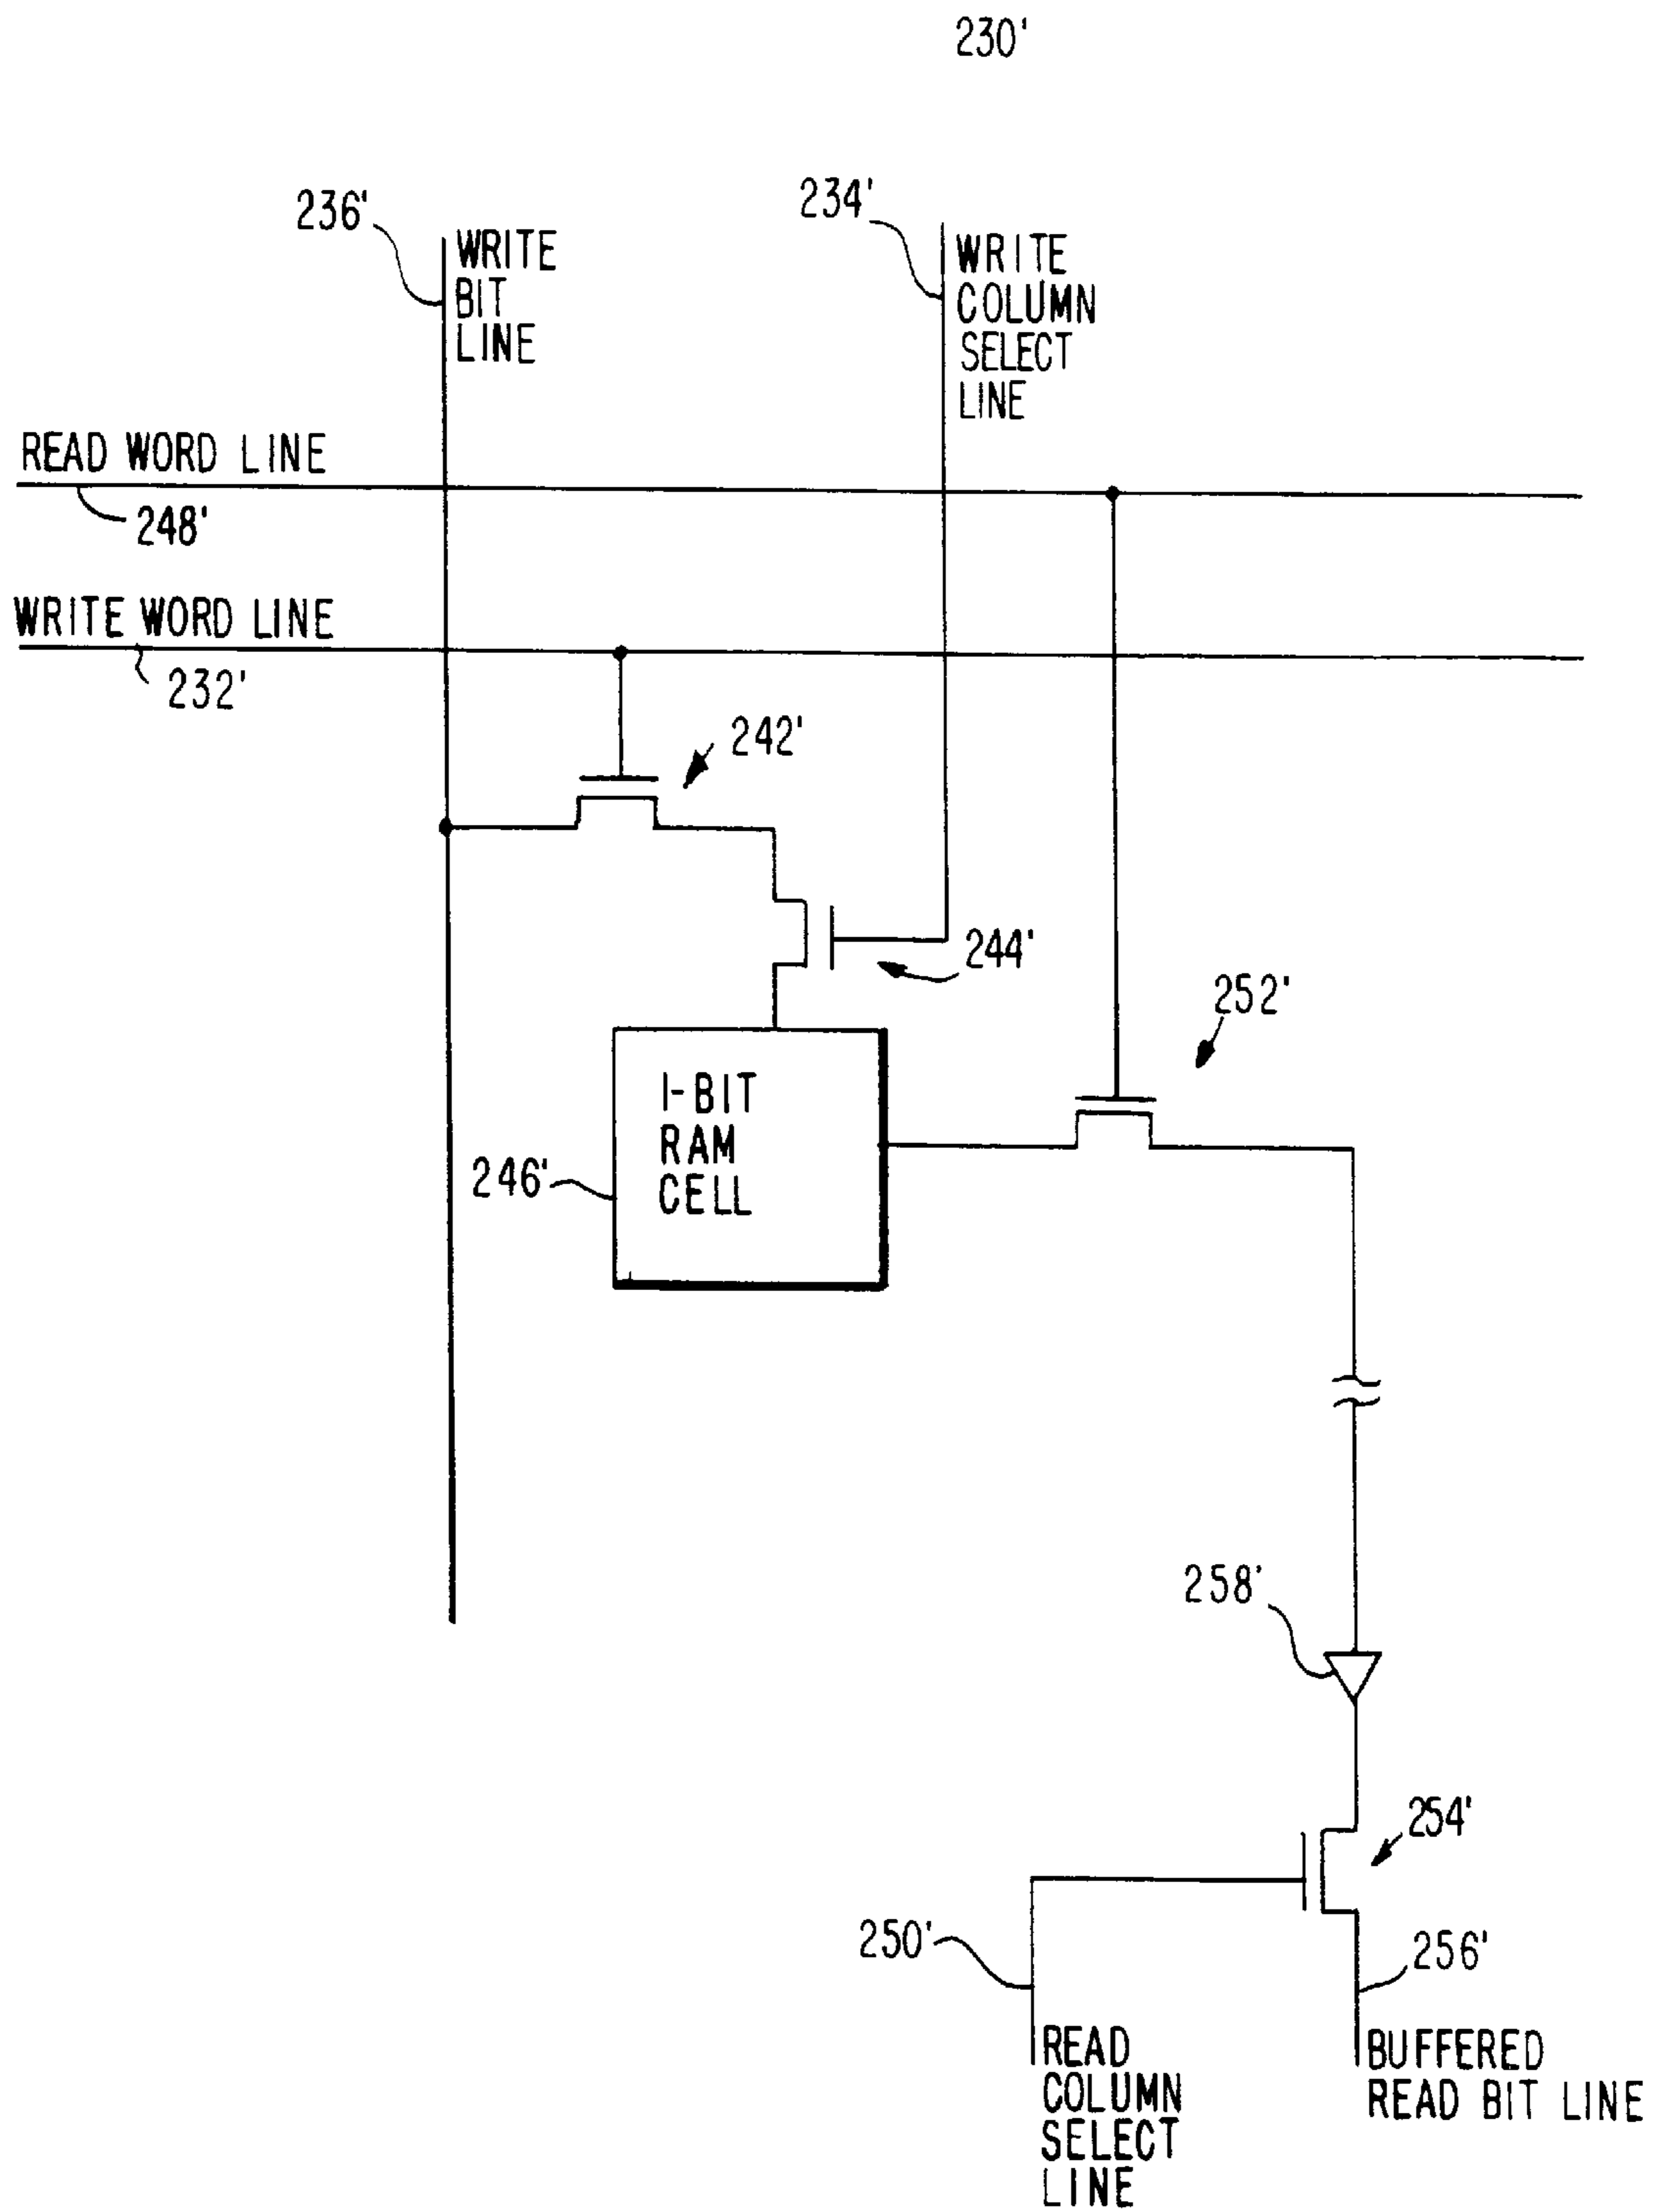 230'
236'
WRITE
BIT
LINE
234'
WRITE
COLUMN
SELECT
LINE
READ WORD LINE
248'
WRITE WORD LINE
232'
242'
244'
252'
1-BIT
RAM
CELL
246'
258'
254'
250'
256'
READ
COLUMN
SELECT
LINE
BUFFERED
READ BIT LINE